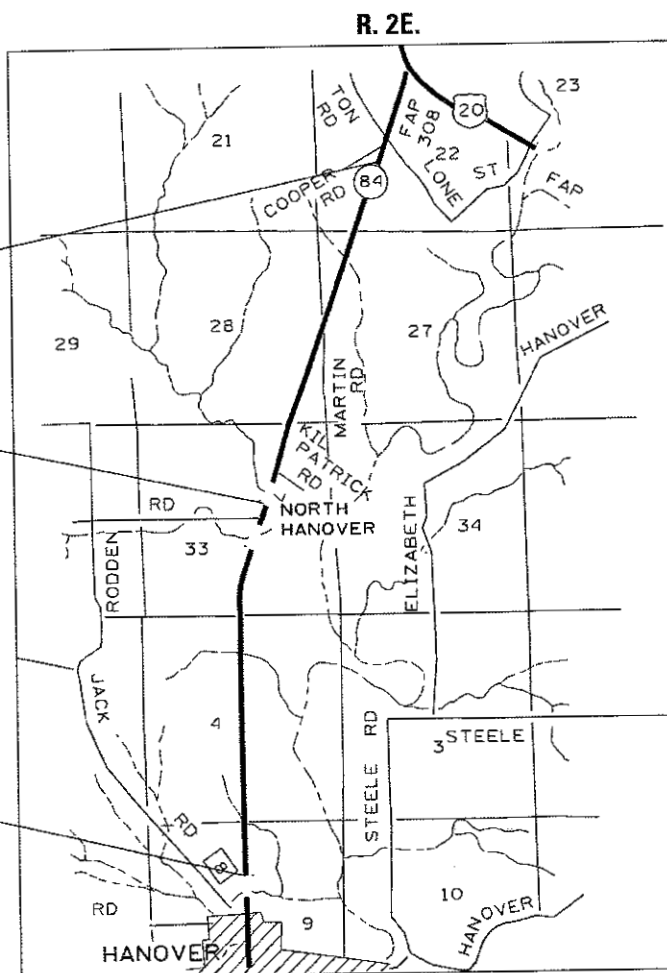 R. 2E.
23
TON
RD
FAP
308
20
21
22
LONE
ST
FAP
COOPER
RD
84
28
27
29
HANOVER
MARTIN
RD
KIL
PATRICK
RD
RD
NORTH
HANOVER
33
34
RODDEN
ELIZABETH
JACK
4
STEELE
RD
3
STEELE
RD
8
10
RD
9
HANOVER
HANOVER